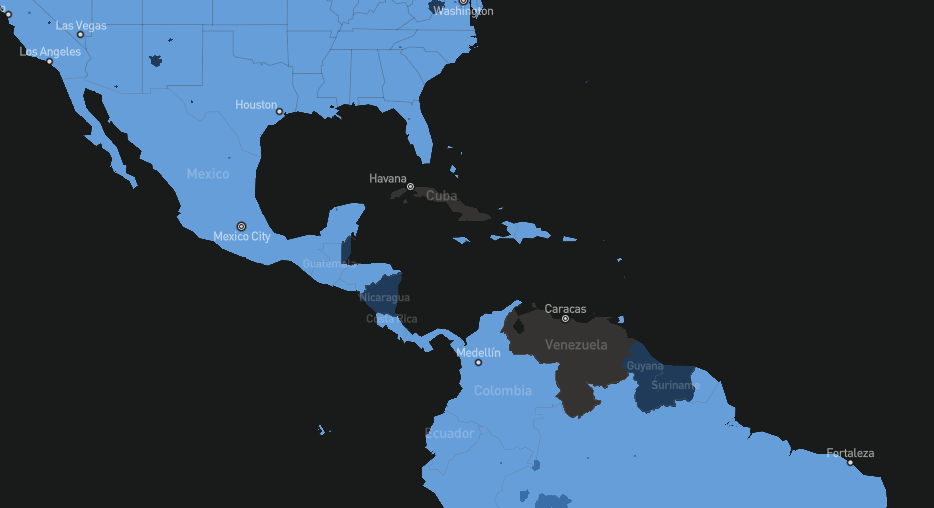 Washington
Las Vegas
Los Angeles
Houston
Mexico
Havana
Cuba
Mexico City
Guatemala
Nicaragua
Costa Rica
Caracas
Venezuela
Medellín
Guyana
Suriname
Colombia
Ecuador
Fortaleza